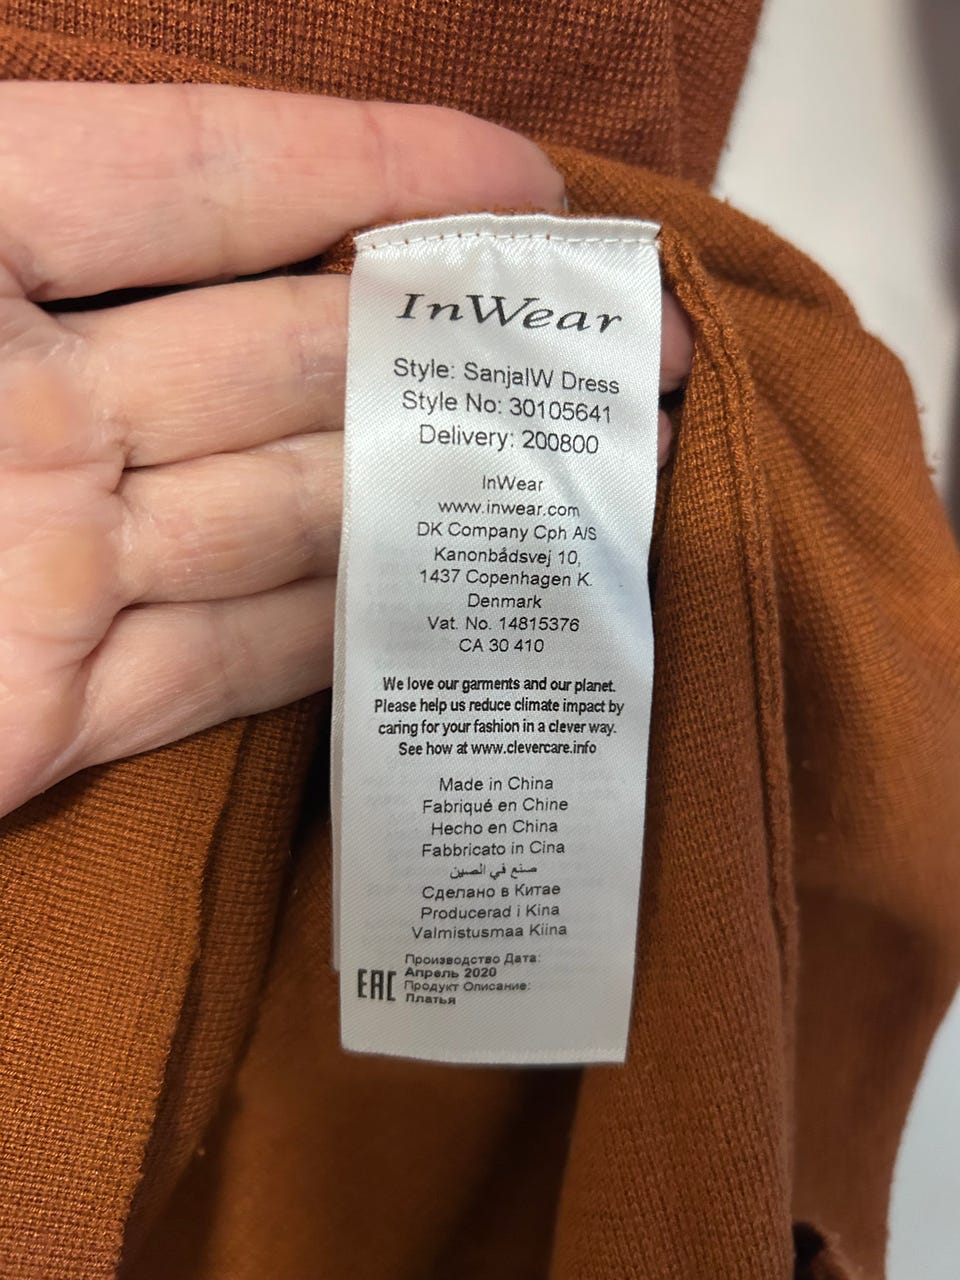 InWear
Style: SanjaIW Dress
Style No: 30105641
Delivery: 200800
InWear
www.inwear.com
DK Company Cph A/S
Kanonbådsvej 10,
1437 Copenhagen K.
Denmark
Vat. No. 14815376
CA 30 410
We love our garments and our planet.
Please help us reduce climate impact by
caring for your fashion in a clever way.
See how at www.clevercare.info
Made in China
Fabriqué en Chine
Hecho en China
Fabbricato in Cina
صنع في الصين
Сделано в Китае
Producerad i Kina
Valmistusmaa Kiina
EAC
Производство Дата:
Апрель 2020
Продукт Описание:
Платья